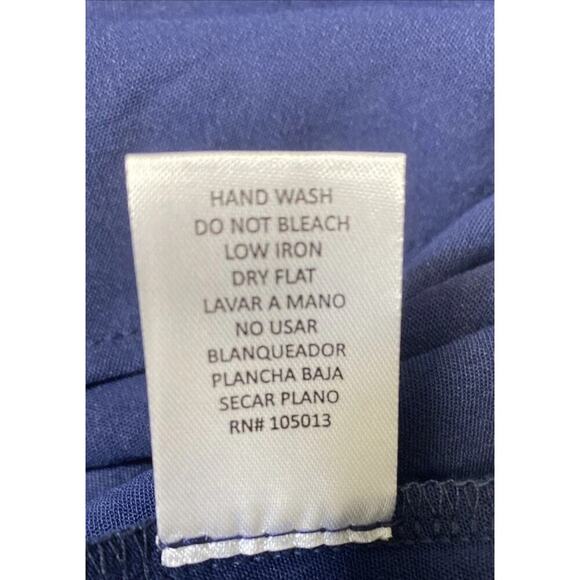 HAND WASH
DO NOT BLEACH
LOW IRON
DRY FLAT
LAVAR A MANO
NO USAR
BLANQUEADOR
PLANCHA BAJA
SECAR PLANO
RN# 105013